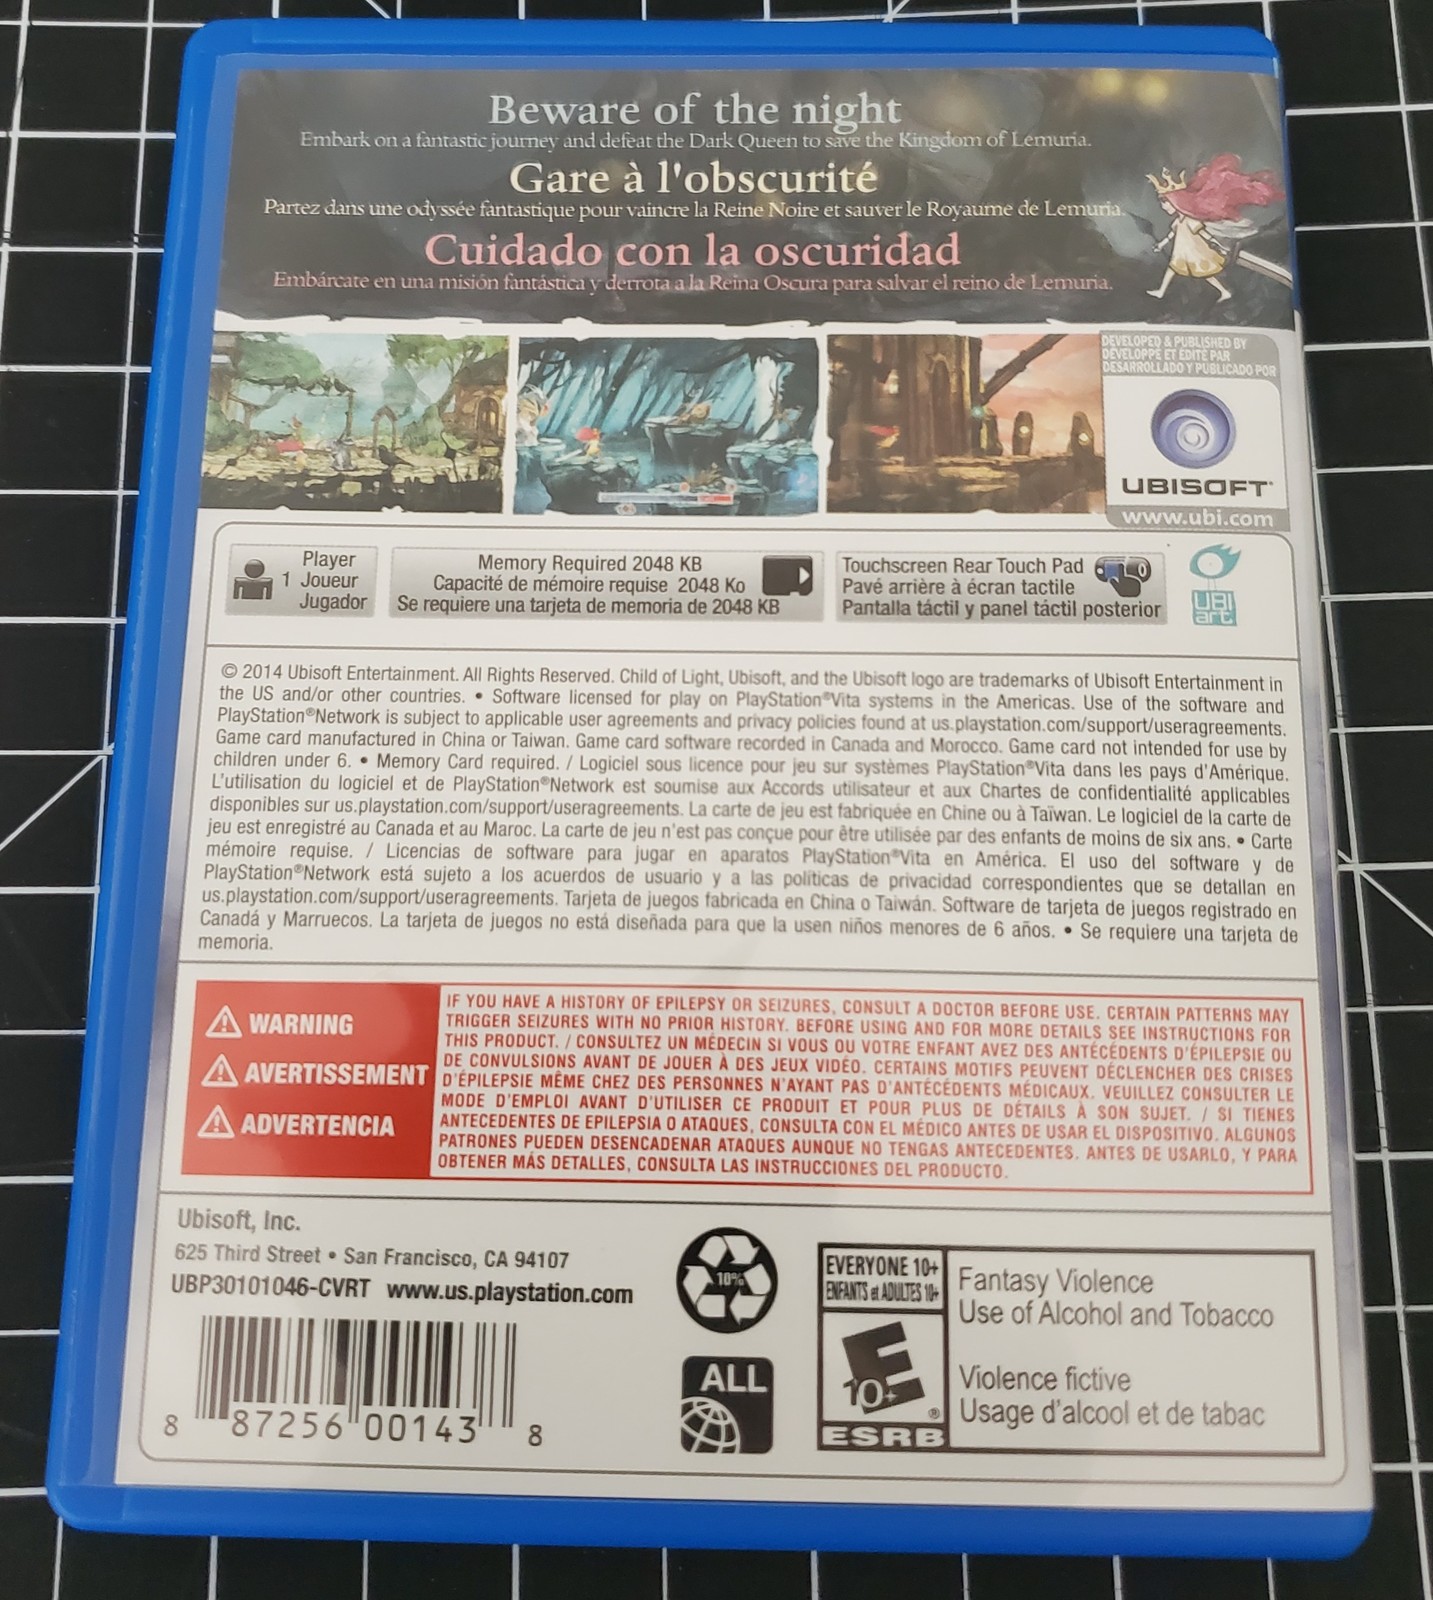 Beware of the night
Embark on a fantastic journey and defeat the Dark Queen to save the Kingdom of Lemuria.
Gare à l'obscurité
Partez dans une odyssée fantastique pour vaincre la Reine Noire et sauver le Royaume de Lemuria.
Cuidado con la oscuridad
Embárcate en una misión fantástica y derrota a la Reina Oscura para salvar el reino de Lemuria.
DEVELOPED & PUBLISHED BY
DÉVELOPPÉ ET ÉDITÉ PAR
DESARROLLADO Y PUBLICADO POR
UBISOFT
www.ubi.com
Player
1 Joueur
Jugador
Memory Required 2048 KB
Capacité de mémoire requise 2048 Ko
Se requiere una tarjeta de memoria de 2048 KB
Touchscreen Rear Touch Pad
Pavé arrière à écran tactile
Pantalla táctil y panel táctil posterior
UBI
art
© 2014 Ubisoft Entertainment. All Rights Reserved. Child of Light, Ubisoft, and the Ubisoft logo are trademarks of Ubisoft Entertainment in
the US and/or other countries. • Software licensed for play on PlayStation®Vita systems in the Americas. Use of the software and
PlayStation®Network is subject to applicable user agreements and privacy policies found at us.playstation.com/support/useragreements.
Game card manufactured in China or Taiwan. Game card software recorded in Canada and Morocco. Game card not intended for use by
children under 6. • Memory Card required. / Logiciel sous licence pour jeu sur systèmes PlayStation®Vita dans les pays d'Amérique.
L'utilisation du logiciel et de PlayStation®Network est soumise aux Accords utilisateur et aux Chartes de confidentialité applicables
disponibles sur us.playstation.com/support/useragreements. La carte de jeu est fabriquée en Chine ou à Taïwan. Le logiciel de la carte de
jeu est enregistré au Canada et au Maroc. La carte de jeu n'est pas conçue pour être utilisée par des enfants de moins de six ans. • Carte
mémoire requise. / Licencias de software para jugar en aparatos PlayStation®Vita en América. El uso del software y de
PlayStation®Network está sujeto a los acuerdos de usuario y a las políticas de privacidad correspondientes que se detallan en
us.playstation.com/support/useragreements. Tarjeta de juegos fabricada en China o Taiwán. Software de tarjeta de juegos registrado en
Canadá y Marruecos. La tarjeta de juegos no está diseñada para que la usen niños menores de 6 años. • Se requiere una tarjeta de
memoria.
WARNING
AVERTISSEMENT
ADVERTENCIA
IF YOU HAVE A HISTORY OF EPILEPSY OR SEIZURES, CONSULT A DOCTOR BEFORE USE. CERTAIN PATTERNS MAY
TRIGGER SEIZURES WITH NO PRIOR HISTORY. BEFORE USING AND FOR MORE DETAILS SEE INSTRUCTIONS FOR
THIS PRODUCT. / CONSULTEZ UN MÉDECIN SI VOUS OU VOTRE ENFANT AVEZ DES ANTÉCÉDENTS D'ÉPILEPSIE OU
DE CONVULSIONS AVANT DE JOUER À DES JEUX VIDÉO. CERTAINS MOTIFS PEUVENT DÉCLENCHER DES CRISES
D'ÉPILEPSIE MÊME CHEZ DES PERSONNES N'AYANT PAS D'ANTÉCÉDENTS MÉDICAUX. VEUILLEZ CONSULTER LE
MODE D'EMPLOI AVANT D'UTILISER CE PRODUIT ET POUR PLUS DE DÉTAILS À SON SUJET. / SI TIENES
ANTECEDENTES DE EPILEPSIA O ATAQUES, CONSULTA CON EL MÉDICO ANTES DE USAR EL DISPOSITIVO. ALGUNOS
PATRONES PUEDEN DESENCADENAR ATAQUES AUNQUE NO TENGAS ANTECEDENTES. ANTES DE USARLO, Y PARA
OBTENER MÁS DETALLES, CONSULTA LAS INSTRUCCIONES DEL PRODUCTO.
Ubisoft, Inc.
625 Third Street • San Francisco, CA 94107
UBP30101046-CVRT www.us.playstation.com
8 87256 00143 8
10%
ALL
EVERYONE 10+
ENFANTS et ADULTES 10+
E
10+
®
ESRB
Fantasy Violence
Use of Alcohol and Tobacco
Violence fictive
Usage d'alcool et de tabac